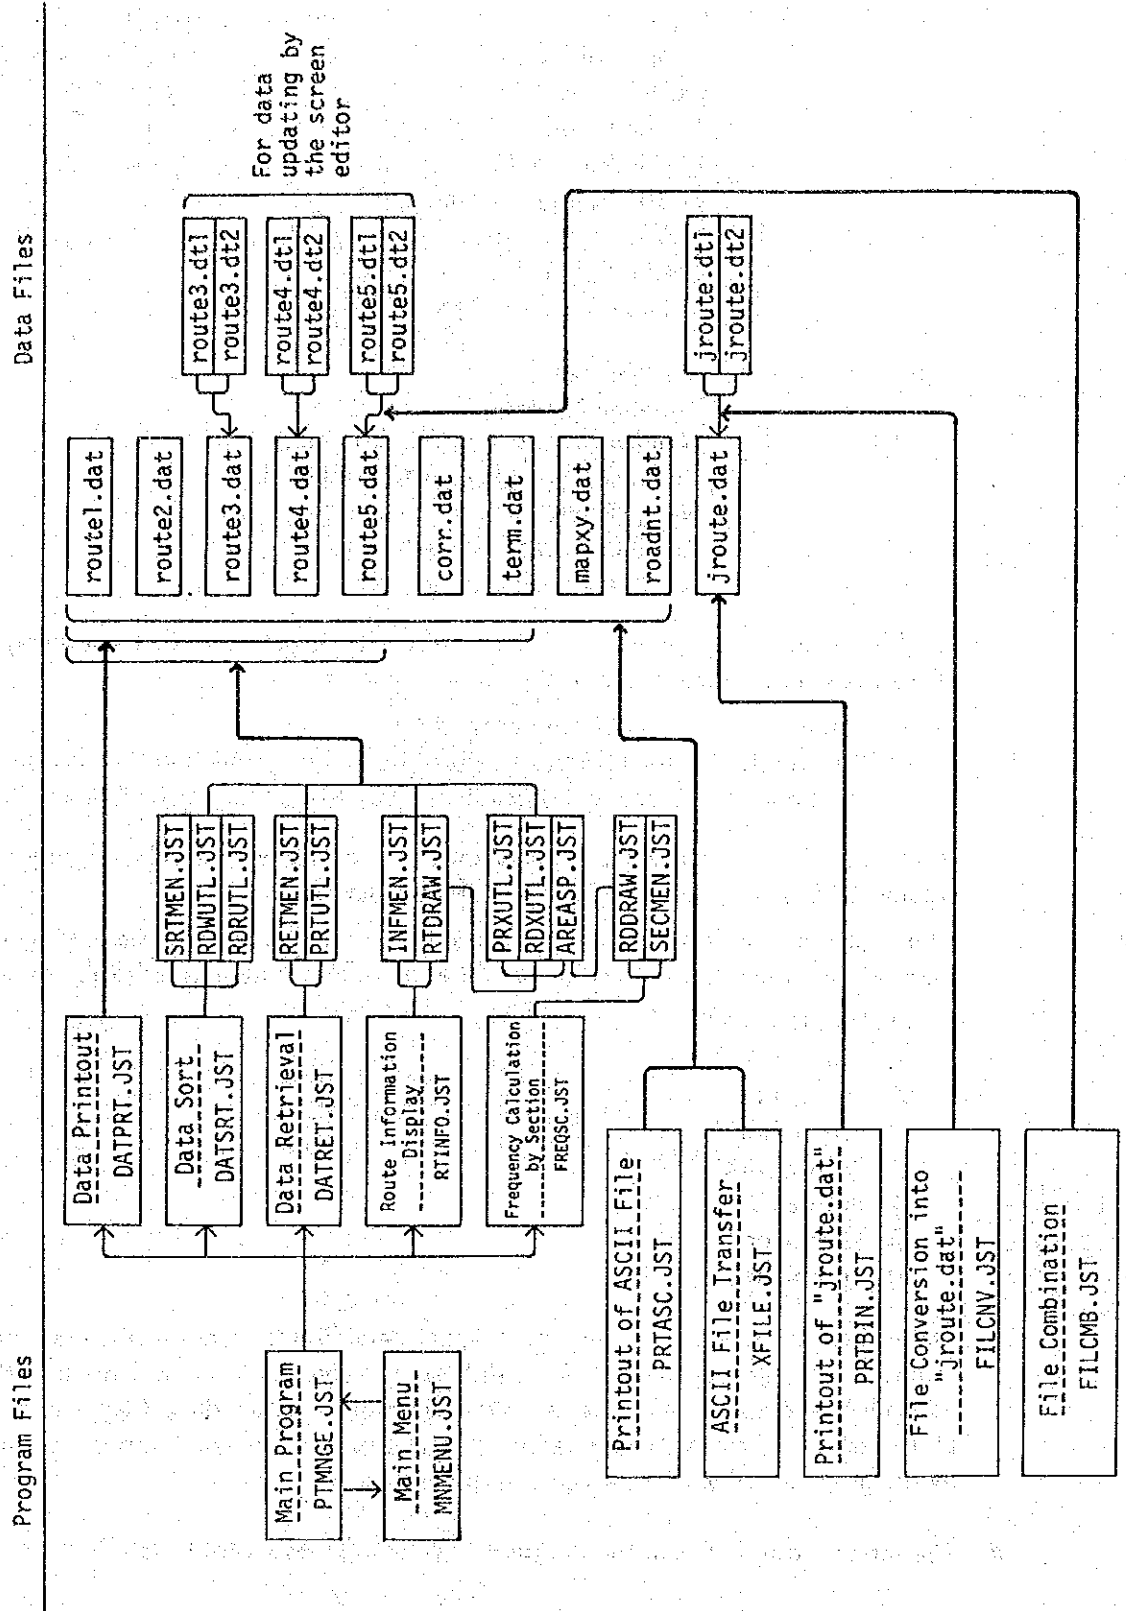 Program Files
Data Files
Main Program
PTMNGE.JST
Main Menu
MNMENU.JST
Data Printout
DATPRT.JST
Data Sort
DATSRT.JST
Data Retrieval
DATRET.JST
Route Information
Display
RTINFO.JST
Frequency Calculation
by Section
FREQSC.JST
Printout of ASCII File
PRTASC.JST
ASCII File Transfer
XFILE.JST
Printout of "jroute.dat"
PRTBIN.JST
File Conversion into
"jroute.dat"
FILCNV.JST
File Combination
FILCMB.JST
SRTMEN.JST
RDWUTL.JST
RDRUTL.JST
RETMEN.JST
PRTUTL.JST
INFMEN.JST
RTDRAW.JST
PRXUTL.JST
RDXUTL.JST
AREASP.JST
RDDRAW.JST
SECMEN.JST
route1.dat
route2.dat
route3.dat
route4.dat
route5.dat
corr.dat
term.dat
mapxy.dat
roadnt.dat
jroute.dat
route3.dt1
route3.dt2
route4.dt1
route4.dt2
route5.dt1
route5.dt2
jroute.dt1
jroute.dt2
For data
updating by
the screen
editor